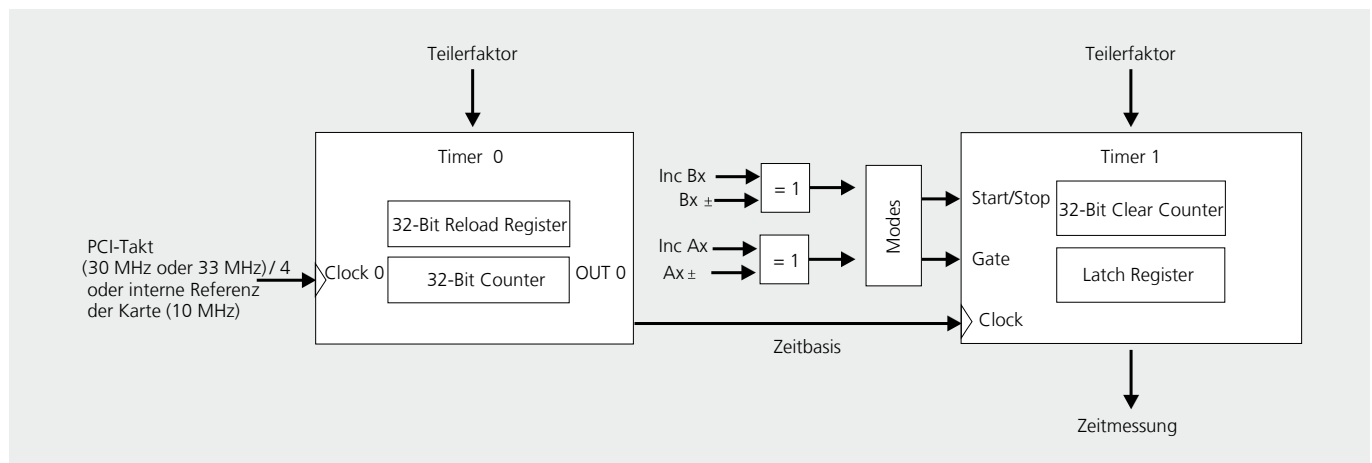 Teilerfaktor
Teilerfaktor
Timer 0
32-Bit Reload Register
32-Bit Counter
PCI-Takt
(30 MHz oder 33 MHz) / 4
oder interne Referenz
der Karte (10 MHz)
Clock 0
OUT 0
Inc Bx
Bx ±
= 1
Inc Ax
Ax ±
= 1
Modes
Zeitbasis
Timer 1
Start/Stop
32-Bit Clear Counter
Gate
Latch Register
Clock
Zeitmessung